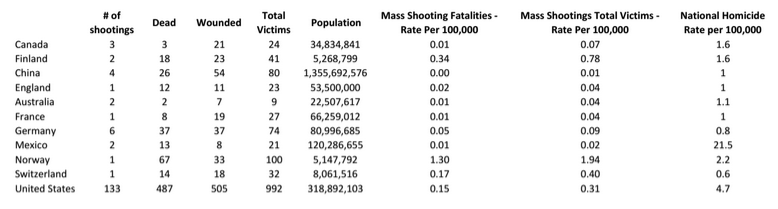 # of shootings Dead Wounded Total Victims Population Mass Shooting Fatalities - Rate Per 100,000 Mass Shootings Total Victims - Rate Per 100,000 National Homicide Rate per 100,000
Canada 3 3 21 24 34,834,841 0.01 0.07 1.6
Finland 2 18 23 41 5,268,799 0.34 0.78 1.6
China 4 26 54 80 1,355,692,576 0.00 0.01 1
England 1 12 11 23 53,500,000 0.02 0.04 1
Australia 2 2 7 9 22,507,617 0.01 0.04 1.1
France 1 8 19 27 66,259,012 0.01 0.04 1
Germany 6 37 37 74 80,996,685 0.05 0.09 0.8
Mexico 2 13 8 21 120,286,655 0.01 0.02 21.5
Norway 1 67 33 100 5,147,792 1.30 1.94 2.2
Switzerland 1 14 18 32 8,061,516 0.17 0.40 0.6
United States 133 487 505 992 318,892,103 0.15 0.31 4.7